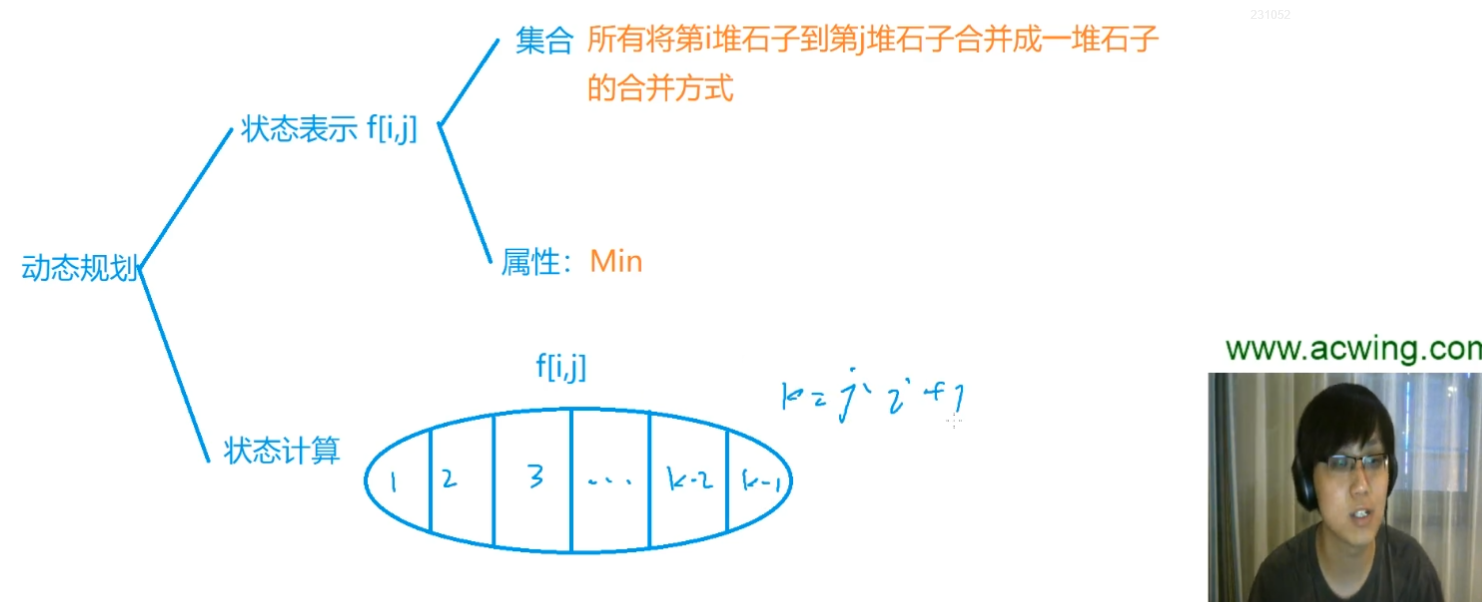 231052
集合 所有将第i堆石子到第j堆石子合并成一堆石子
的合并方式
状态表示 f[i,j]
动态规划
属性：Min
www.acwing.com
f[i,j]
k=j-i+1
状态计算
1 2 3 ... k-2 k-1